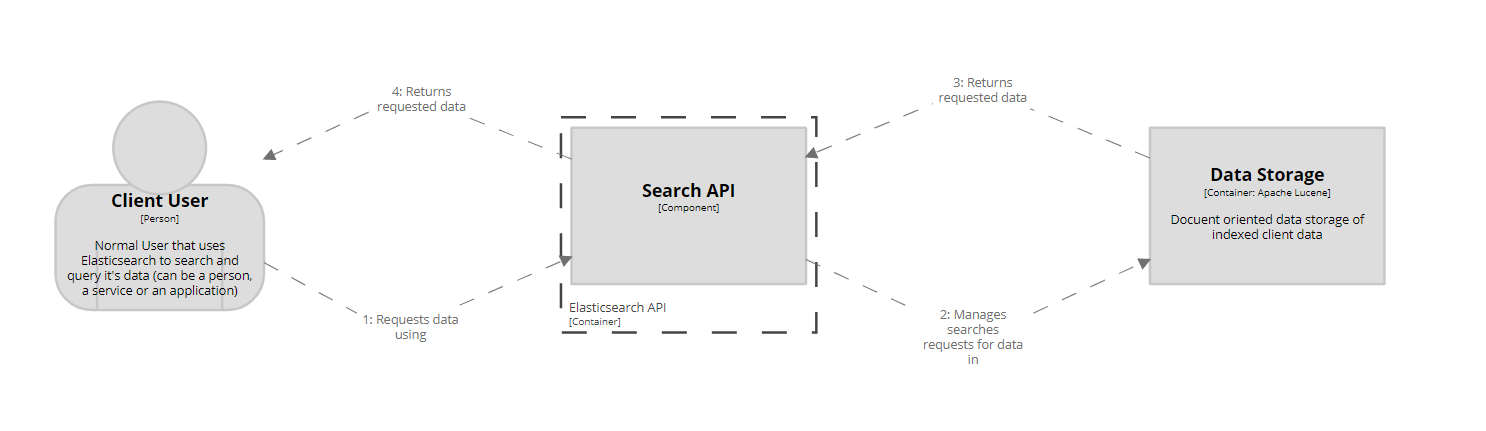 Client User
[Person]
Normal User that uses
Elasticsearch to search and
query it's data (can be a person,
a service or an application)
4: Returns
requested data
1: Requests data
using
Search API
[Component]
Elasticsearch API
[Container]
3: Returns
requested data
2: Manages
searches
requests for data
in
Data Storage
[Container: Apache Lucene]
Docuent oriented data storage of
indexed client data